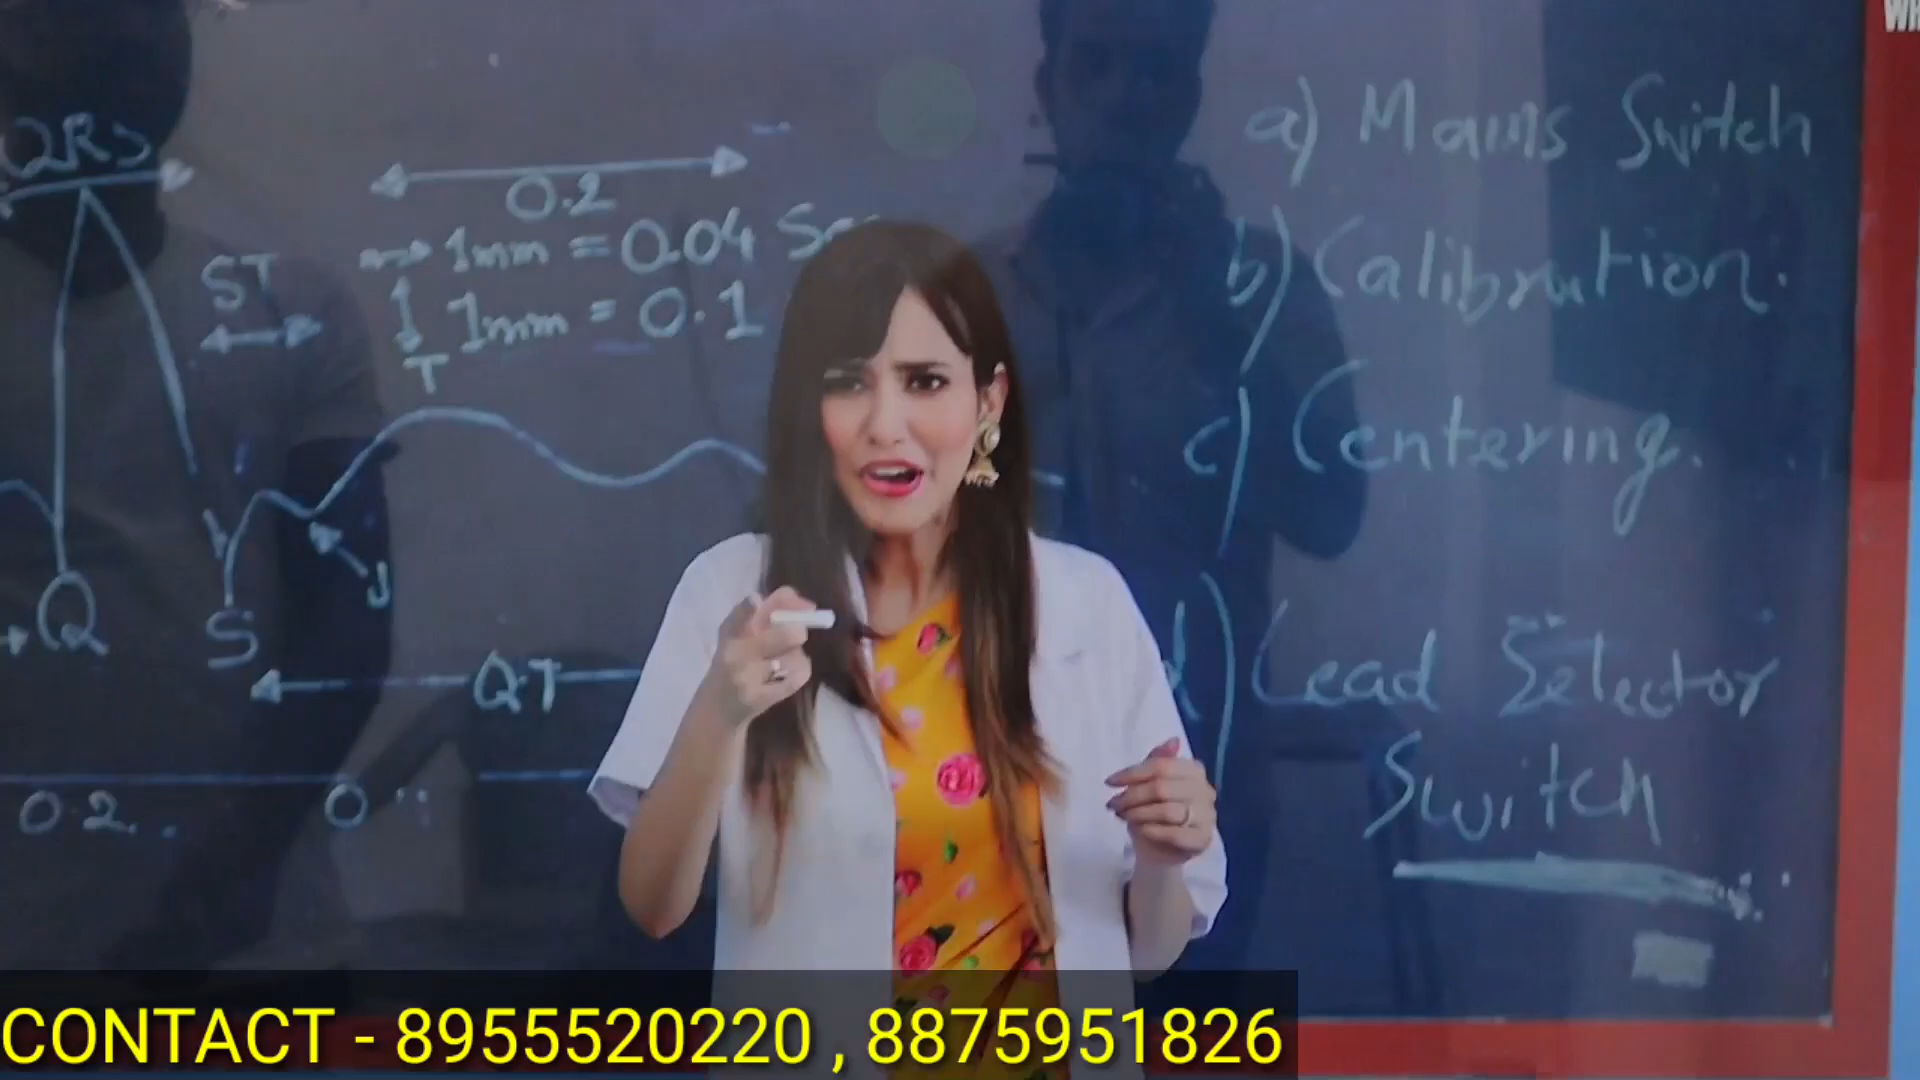 QRS
0.2
1mm = 0.04
ST
1mm = 0.1
T
J
Q
S
QT
0.2
a) Mains Switch
b) Calibration.
c) Centering.
d) Lead Selector
Switch
CONTACT - 8955520220 , 8875951826